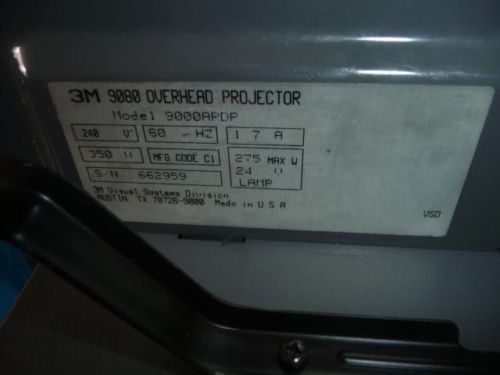 3M 9080 OVERHEAD PROJECTOR
Model 9000APDP
240 V~ 60 ~ HZ 1 7 A
350 W MFG CODE C1 275 MAX W
24 V
LAMP
S N 662959
3M Visual Systems Division
AUSTIN, TX 78726-9000 Made in U S A
VSD